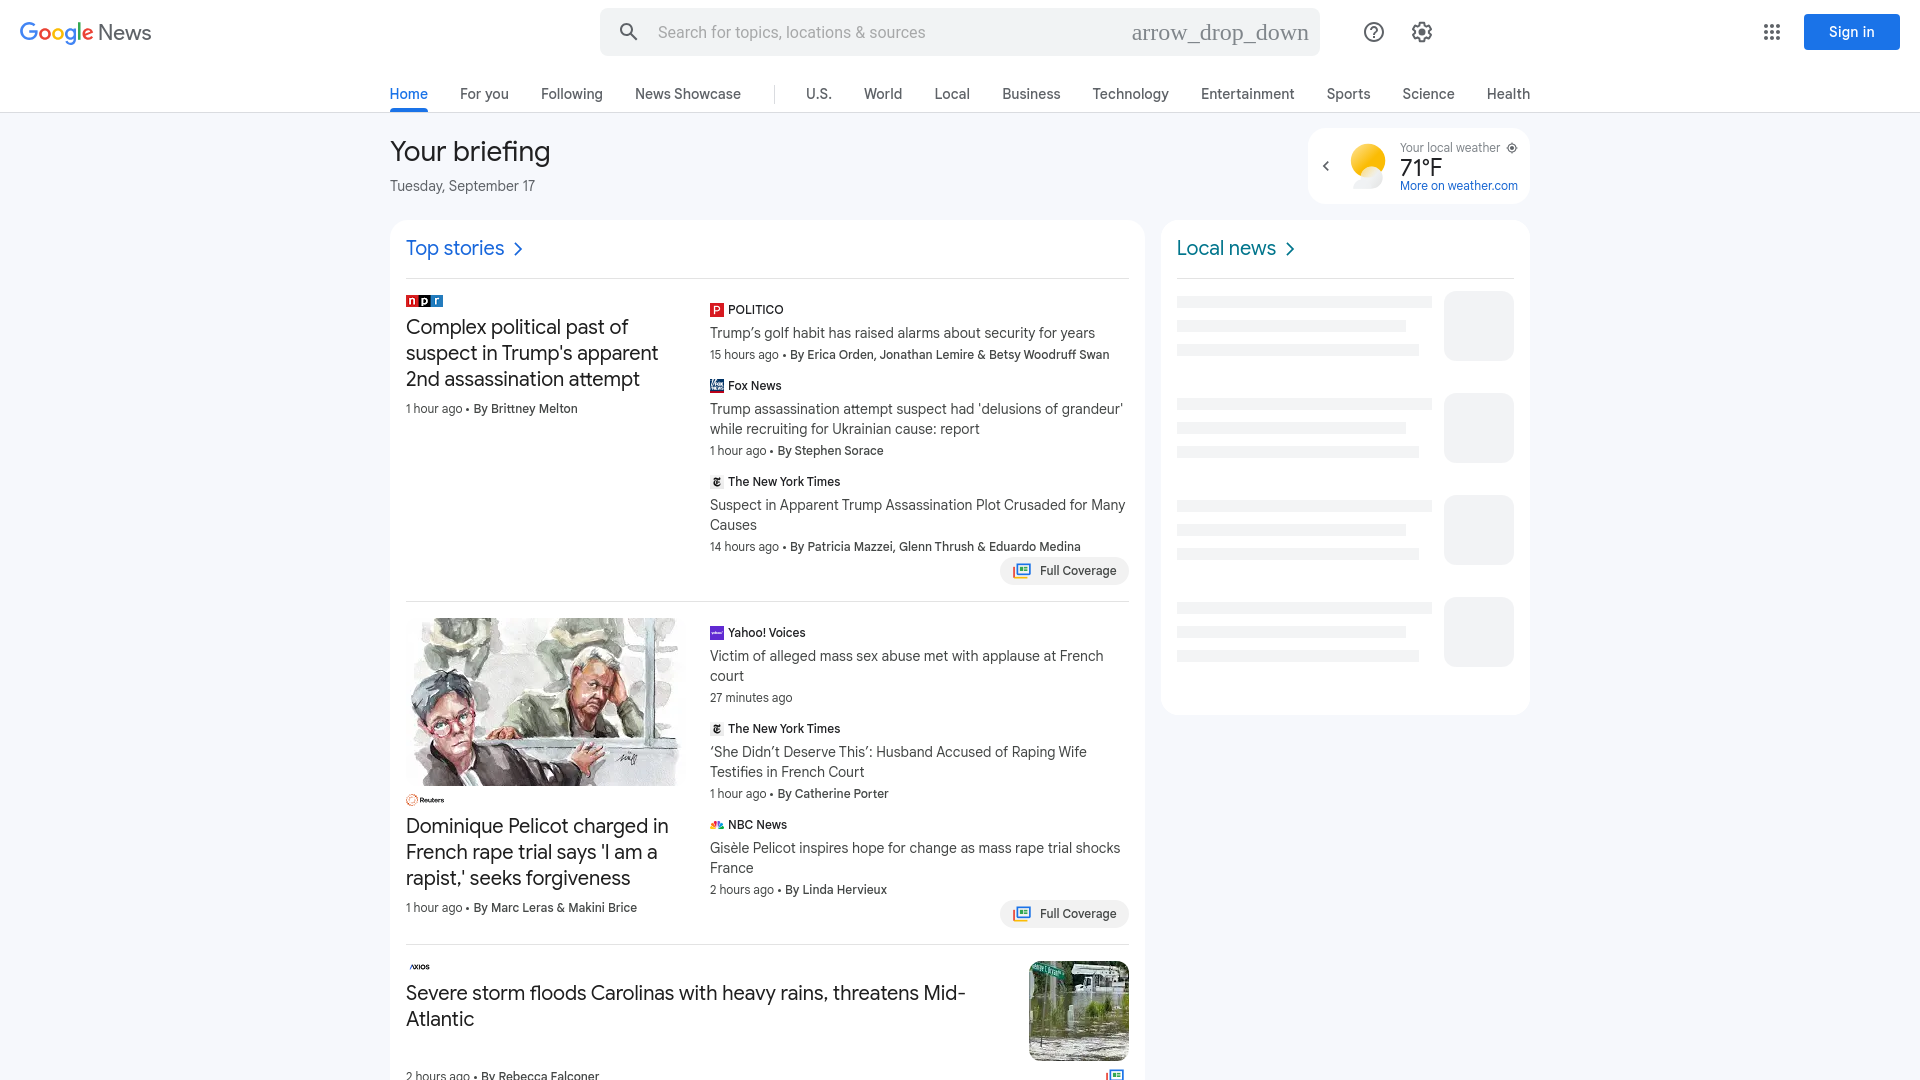 Google News
Search for topics, locations & sources
arrow_drop_down
Sign in
Home
For you
Following
News Showcase
U.S.
World
Local
Business
Technology
Entertainment
Sports
Science
Health
Your briefing
Tuesday, September 17
Your local weather
71°F
More on weather.com
Top stories
npr
Complex political past of
suspect in Trump's apparent
2nd assassination attempt
1 hour ago • By Brittney Melton
POLITICO
Trump’s golf habit has raised alarms about security for years
15 hours ago • By Erica Orden, Jonathan Lemire & Betsy Woodruff Swan
Fox News
Trump assassination attempt suspect had 'delusions of grandeur'
while recruiting for Ukrainian cause: report
1 hour ago • By Stephen Sorace
The New York Times
Suspect in Apparent Trump Assassination Plot Crusaded for Many
Causes
14 hours ago • By Patricia Mazzei, Glenn Thrush & Eduardo Medina
Full Coverage
Reuters
Dominique Pelicot charged in
French rape trial says 'I am a
rapist,' seeks forgiveness
1 hour ago • By Marc Leras & Makini Brice
Yahoo! Voices
Victim of alleged mass sex abuse met with applause at French
court
27 minutes ago
The New York Times
‘She Didn’t Deserve This’: Husband Accused of Raping Wife
Testifies in French Court
1 hour ago • By Catherine Porter
NBC News
Gisèle Pelicot inspires hope for change as mass rape trial shocks
France
2 hours ago • By Linda Hervieux
Full Coverage
AXIOS
Severe storm floods Carolinas with heavy rains, threatens Mid-
Atlantic
2 hours ago • By Rebecca Falconer
Local news